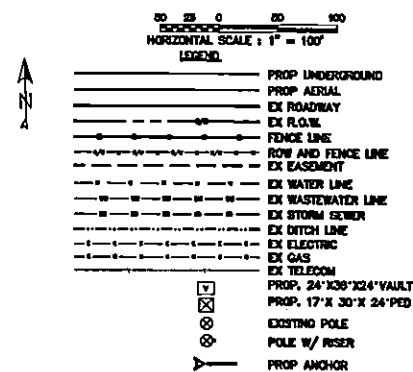 50 25 0 50 100
HORIZONTAL SCALE : 1" = 100'
LEGEND
N
PROP UNDERGROUND
PROP AERIAL
EX ROADWAY
EX R.O.W.
FENCE LINE
ROW AND FENCE LINE
EX EASEMENT
EX WATER LINE
EX WASTEWATER LINE
EX STORM SEWER
EX DITCH LINE
EX ELECTRIC
EX GAS
EX TELECOM
V PROP. 24"X36"X24"VAULT
PROP. 17"X 30"X 24"PED
EXISTING POLE
POLE W/ RISER
PROP ANCHOR